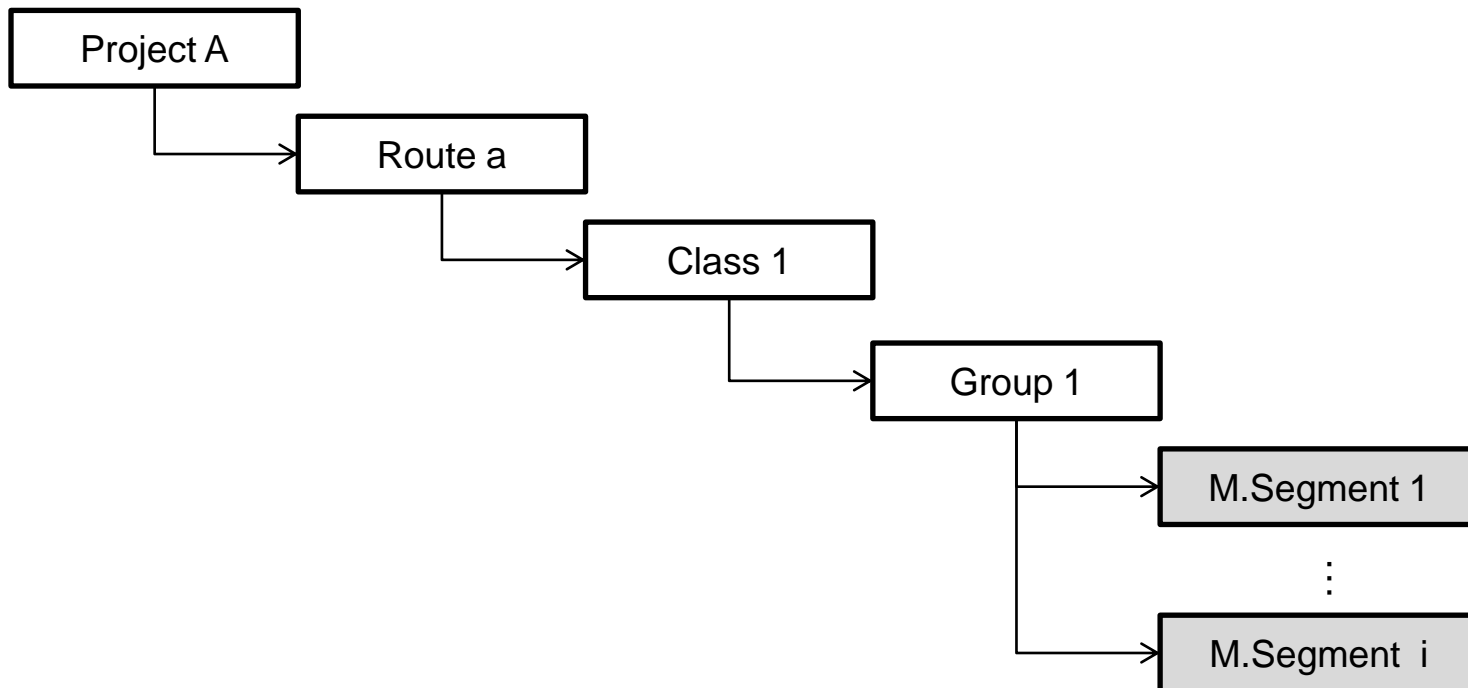 Project A
Route a
Class 1
Group 1
M.Segment 1
⋮
M.Segment i